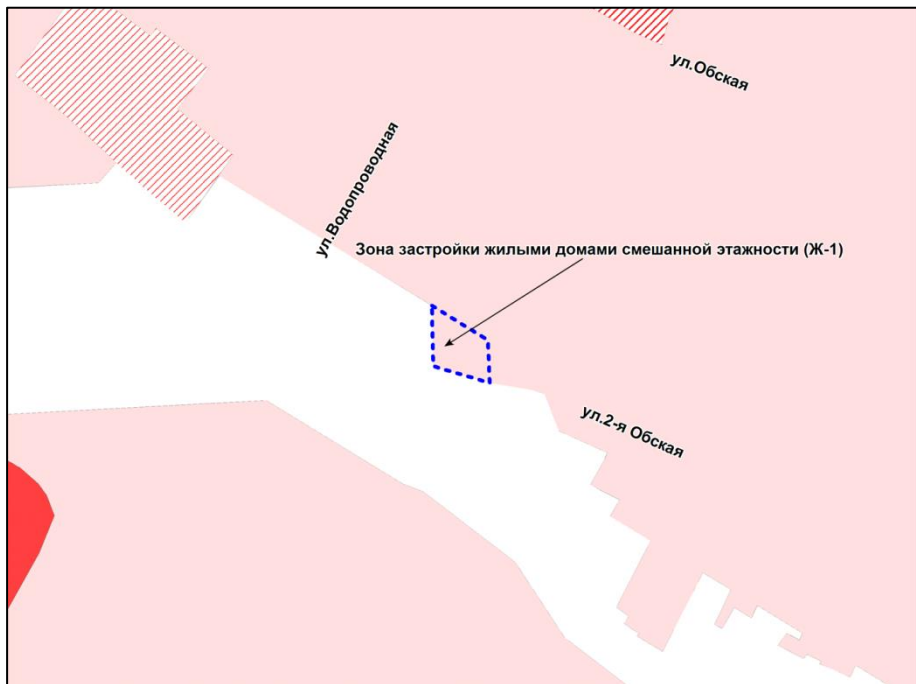 ул.Обская
ул.Водопроводная
Зона застройки жилыми домами смешанной этажности (Ж-1)
ул.2-я Обская